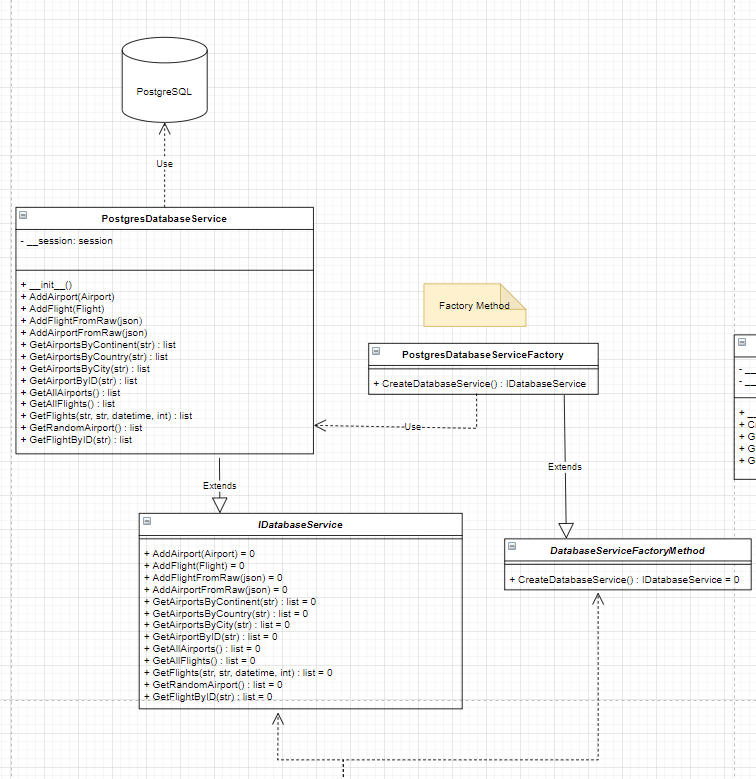 PostgreSQL
Use
PostgresDatabaseService
- __session: session
+ __init__()
+ AddAirport(Airport)
+ AddFlight(Flight)
+ AddFlightFromRaw(json)
+ AddAirportFromRaw(json)
+ GetAirportsByContinent(str) : list
+ GetAirportsByCountry(str) : list
+ GetAirportsByCity(str) : list
+ GetAirportByID(str) : list
+ GetAllAirports() : list
+ GetAllFlights() : list
+ GetFlights(str, str, datetime, int) : list
+ GetRandomAirport() : list
+ GetFlightByID(str) : list
Factory Method
PostgresDatabaseServiceFactory
+ CreateDatabaseService() : IDatabaseService
Use
Extends
Extends
IDatabaseService
+ AddAirport(Airport) = 0
+ AddFlight(Flight) = 0
+ AddFlightFromRaw(json) = 0
+ AddAirportFromRaw(json) = 0
+ GetAirportsByContinent(str) : list = 0
+ GetAirportsByCountry(str) : list = 0
+ GetAirportsByCity(str) : list = 0
+ GetAirportByID(str) : list = 0
+ GetAllAirports() : list = 0
+ GetAllFlights() : list = 0
+ GetFlights(str, str, datetime, int) : list = 0
+ GetRandomAirport() : list = 0
+ GetFlightByID(str) : list = 0
DatabaseServiceFactoryMethod
+ CreateDatabaseService() : IDatabaseService = 0
- __
- __
+ __
+ C
+ G
+ G
+ G